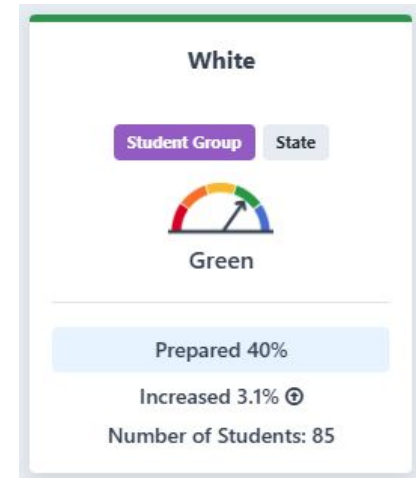 White
Student Group State
Green
Prepared 40%
Increased 3.1%
Number of Students: 85